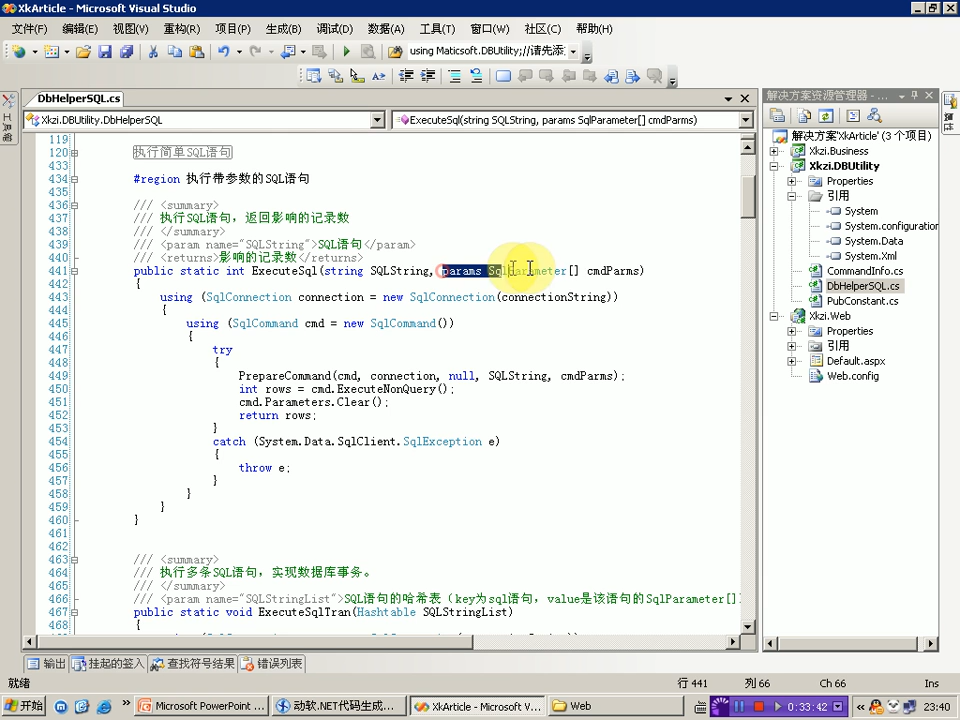 XkArticle - Microsoft Visual Studio
文件(F) 编辑(E) 视图(V) 重构(R) 项目(P) 生成(B) 调试(D) 数据(A) 工具(T) 窗口(W) 社区(C) 帮助(H)
using Maticsoft.DBUtility;//请先添
DbHelperSQL.cs
Xkzi.DBUtility.DbHelperSQL
ExecuteSql(string SQLString, params SqlParameter[] cmdParms)
119
120 执行简单SQL语句
433
434 #region 执行带参数的SQL语句
435
436 /// <summary>
437 /// 执行SQL语句，返回影响的记录数
438 /// </summary>
439 /// <param name="SQLString">SQL语句</param>
440 /// <returns>影响的记录数</returns>
441 public static int ExecuteSql(string SQLString, params SqlParameter[] cmdParms)
442 {
443 using (SqlConnection connection = new SqlConnection(connectionString))
444 {
445 using (SqlCommand cmd = new SqlCommand())
446 {
447 try
448 {
449 PrepareCommand(cmd, connection, null, SQLString, cmdParms);
450 int rows = cmd.ExecuteNonQuery();
451 cmd.Parameters.Clear();
452 return rows;
453 }
454 catch (System.Data.SqlClient.SqlException e)
455 {
456 throw e;
457 }
458 }
459 }
460 }
461
462
463 /// <summary>
464 /// 执行多条SQL语句，实现数据库事务。
465 /// </summary>
466 /// <param name="SQLStringList">SQL语句的哈希表（key为sql语句，value是该语句的SqlParameter[]
467 public static void ExecuteSqlTran(Hashtable SQLStringList)
468 {
解决方案资源管理器 - ...
解决方案'XkArticle' (3 个项目)
Xkzi.Business
Xkzi.DBUtility
Properties
引用
System
System.configuration
System.Data
System.Xml
CommandInfo.cs
DbHelperSQL.cs
PubConstant.cs
Xkzi.Web
Properties
引用
Default.aspx
Web.config
工具箱
属性
输出 挂起的签入 查找符号结果 错误列表
就绪 行 441 列 66 Ch 66 Ins
开始 Microsoft PowerPoint ... 动软.NET代码生成... XkArticle - Microsoft V... Web 0:33:42 23:40